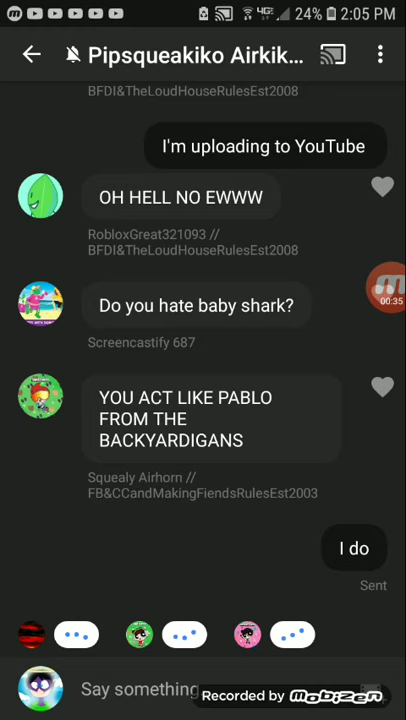 24% 2:05 PM
Pipsqueakiko Airkik...
BFDI&TheLoudHouseRulesEst2008
I'm uploading to YouTube
OH HELL NO EWWW
RobloxGreat321093 //
BFDI&TheLoudHouseRulesEst2008
00:35
Do you hate baby shark?
Screencastify 687
YOU ACT LIKE PABLO
FROM THE
BACKYARDIGANS
Squealy Airhorn //
FB&CCandMakingFiendsRulesEst2003
I do
Sent
Say something
Recorded by MOBIZEN